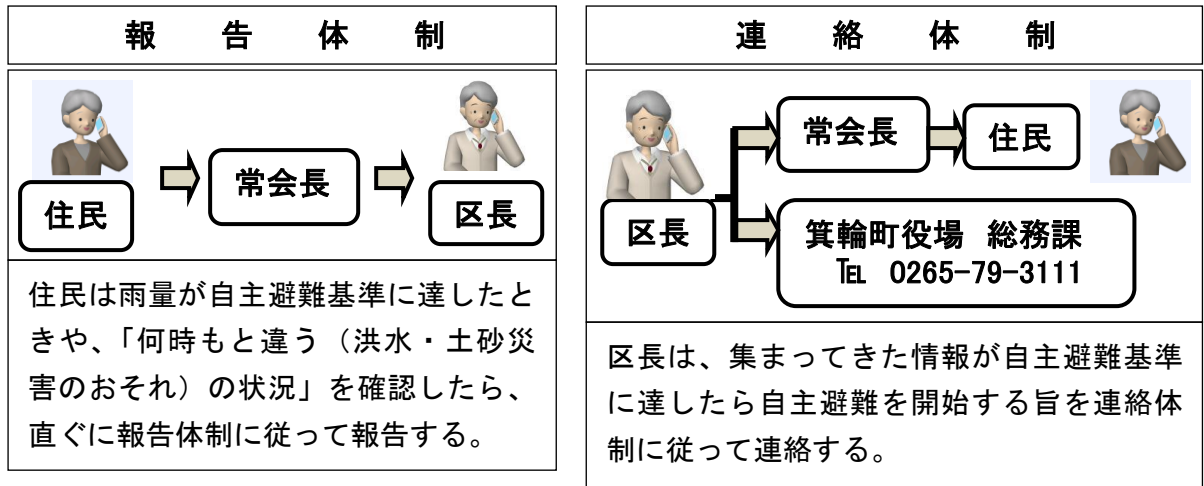 報告体制
住民
常会長
区長
住民は雨量が自主避難基準に達したと
きや、「何時もと違う（洪水・土砂災
害のおそれ）の状況」を確認したら、
直ぐに報告体制に従って報告する。
連絡体制
区長
常会長
住民
箕輪町役場 総務課
℡ 0265-79-3111
区長は、集まってきた情報が自主避難基準
に達したら自主避難を開始する旨を連絡体
制に従って連絡する。